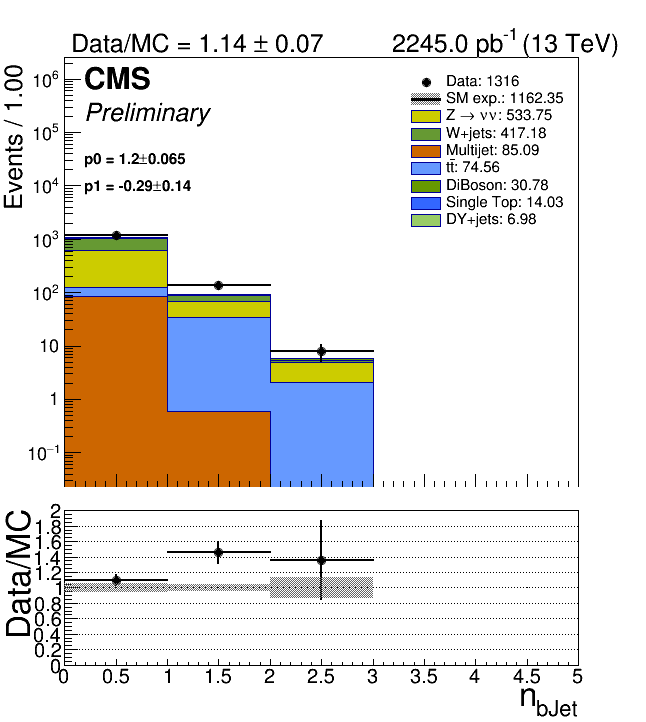 Data/MC = 1.14 ± 0.07 2245.0 pb⁻¹ (13 TeV)
CMS
Preliminary
p0 = 1.2±0.065
p1 = -0.29±0.14
Data: 1316
SM exp.: 1162.35
Z → νν: 533.75
W+jets: 417.18
Multijet: 85.09
tt̄: 74.56
DiBoson: 30.78
Single Top: 14.03
DY+jets: 6.98
Events / 1.00
10⁶
10⁵
10⁴
10³
10²
10
1
10⁻¹
Data/MC
2
1.8
1.6
1.4
1.2
1
0.8
0.6
0.4
0.2
0
0 0.5 1 1.5 2 2.5 3 3.5 4 4.5 5
n_bJet